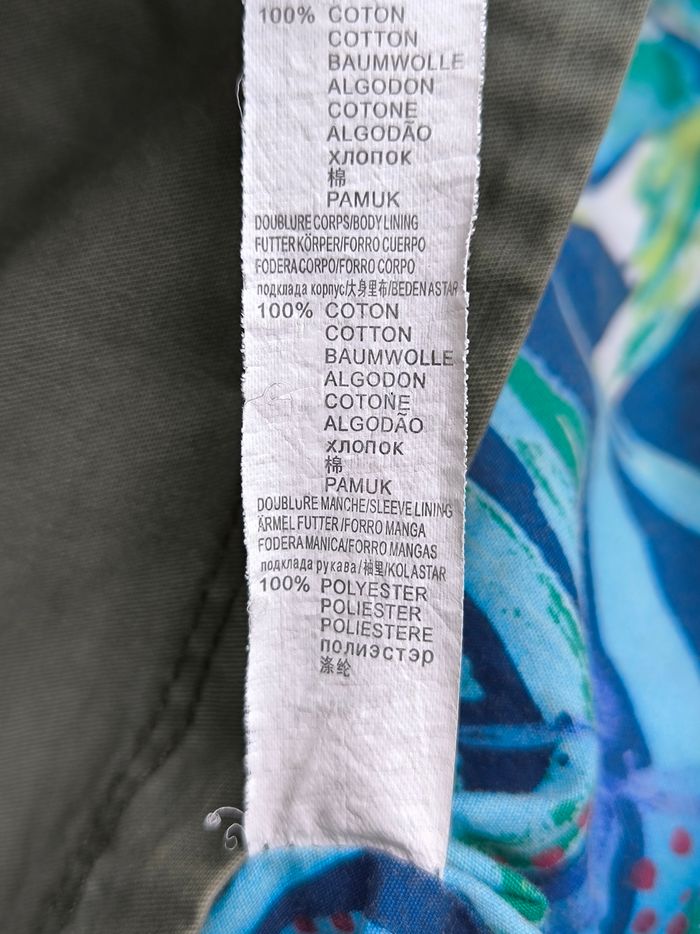 100% COTON
COTTON
BAUMWOLLE
ALGODON
COTONE
ALGODÃO
хлопок
棉
PAMUK
DOUBLURE CORPS/BODY LINING
FUTTER KÖRPER/FORRO CUERPO
FODERA CORPO/FORRO CORPO
подклада корпус/大身里布/BEDEN ASTAR
100% COTON
COTTON
BAUMWOLLE
ALGODON
COTONE
ALGODÃO
хлопок
棉
PAMUK
DOUBLURE MANCHE/SLEEVE LINING
ÄRMEL FUTTER/FORRO MANGA
FODERA MANICA/FORRO MANGAS
подклада рукава/袖里/KOL ASTAR
100% POLYESTER
POLIESTER
POLIESTERE
полиэстэр
涤纶